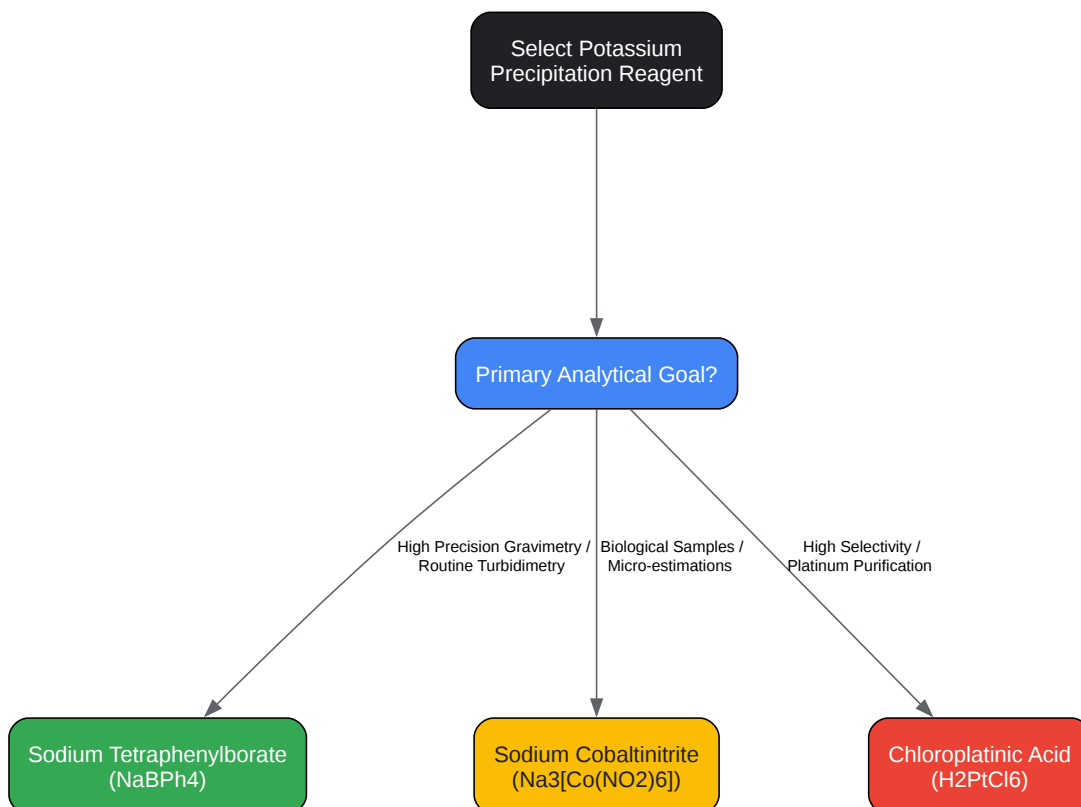 Select Potassium
Precipitation Reagent
Primary Analytical Goal?
High Precision Gravimetry /
Routine Turbidimetry
Biological Samples /
Micro-estimations
High Selectivity /
Platinum Purification
Sodium Tetraphenylborate
(NaBPh4)
Sodium Cobaltinitrite
(Na3[Co(NO2)6])
Chloroplatinic Acid
(H2PtCl6)